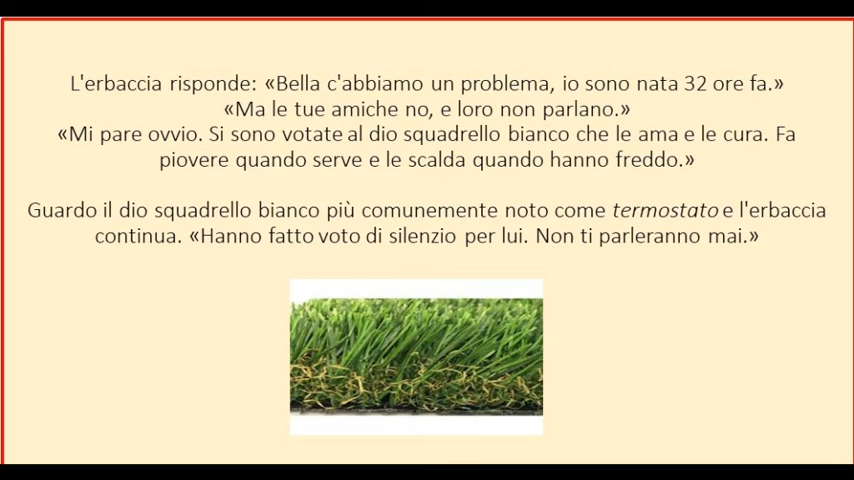 L'erbaccia risponde: «Bella c'abbiamo un problema, io sono nata 32 ore fa.»
«Ma le tue amiche no, e loro non parlano.»
«Mi pare ovvio. Si sono votate al dio squadrello bianco che le ama e le cura. Fa
piovere quando serve e le scalda quando hanno freddo.»
Guardo il dio squadrello bianco più comunemente noto come termostato e l'erbaccia
continua. «Hanno fatto voto di silenzio per lui. Non ti parleranno mai.»